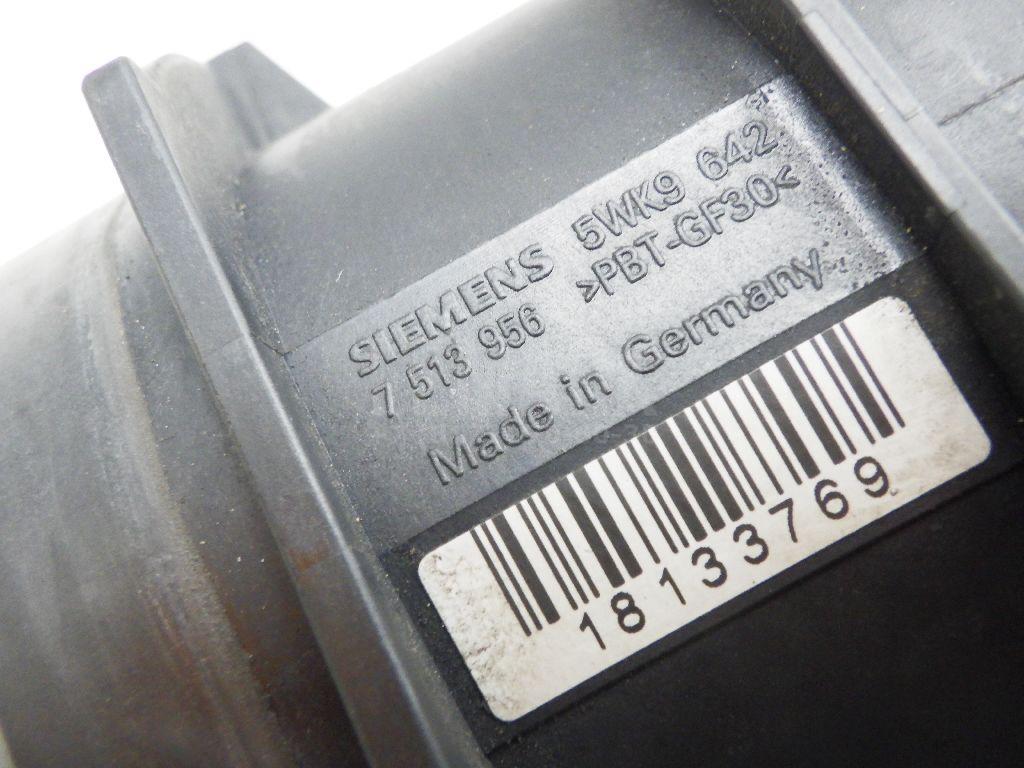 SIEMENS 5WK9 642
7 513 956 >PBT-GF30<
Made in Germany
18133769